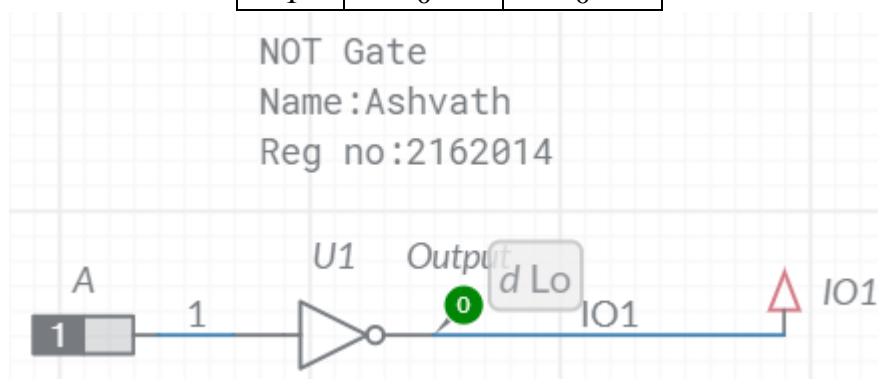 NOT Gate
Name:Ashvath
Reg no:2162014
U1
Output
d Lo
A
1
0
IO1
IO1
1